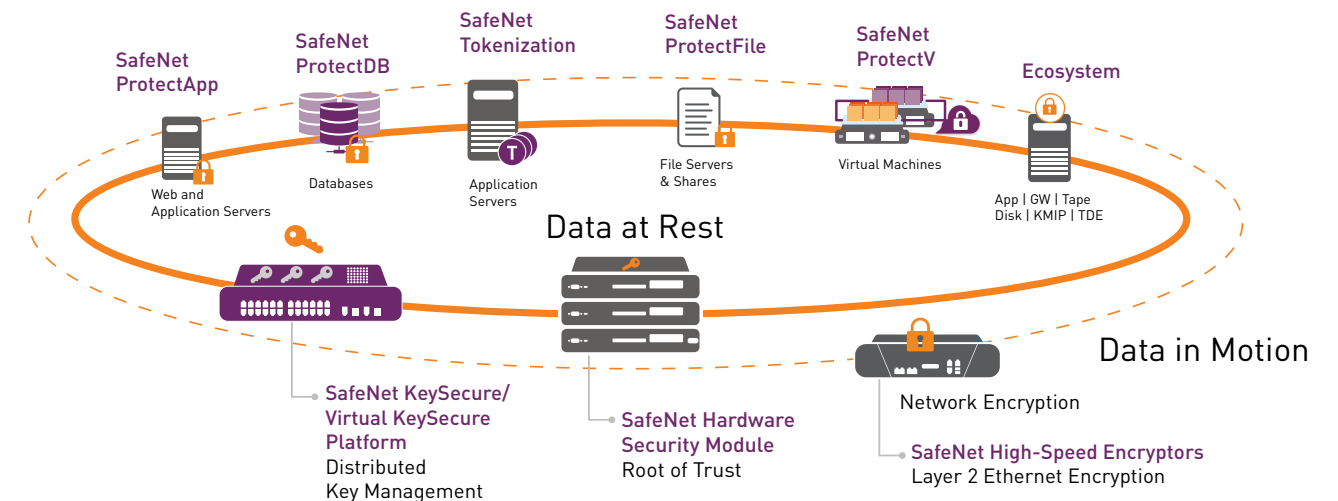 SafeNet
ProtectApp
SafeNet
ProtectDB
SafeNet
Tokenization
SafeNet
ProtectFile
SafeNet
ProtectV
Ecosystem
T
Web and
Application Servers
Databases
Application
Servers
File Servers
& Shares
Virtual Machines
App | GW | Tape
Disk | KMIP | TDE
Data at Rest
Data in Motion
SafeNet KeySecure/
Virtual KeySecure
Platform
Distributed
Key Management
SafeNet Hardware
Security Module
Root of Trust
Network Encryption
SafeNet High-Speed Encryptors
Layer 2 Ethernet Encryption